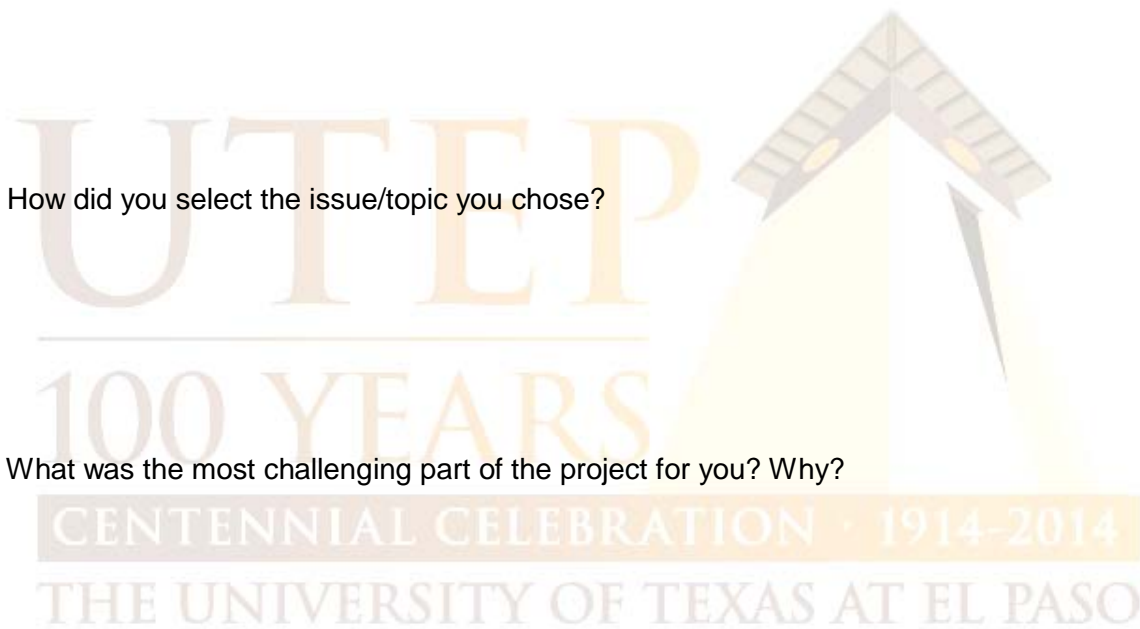 UTEP
How did you select the issue/topic you chose?
100 YEARS
What was the most challenging part of the project for you? Why?
CENTENNIAL CELEBRATION · 1914-2014
THE UNIVERSITY OF TEXAS AT EL PASO